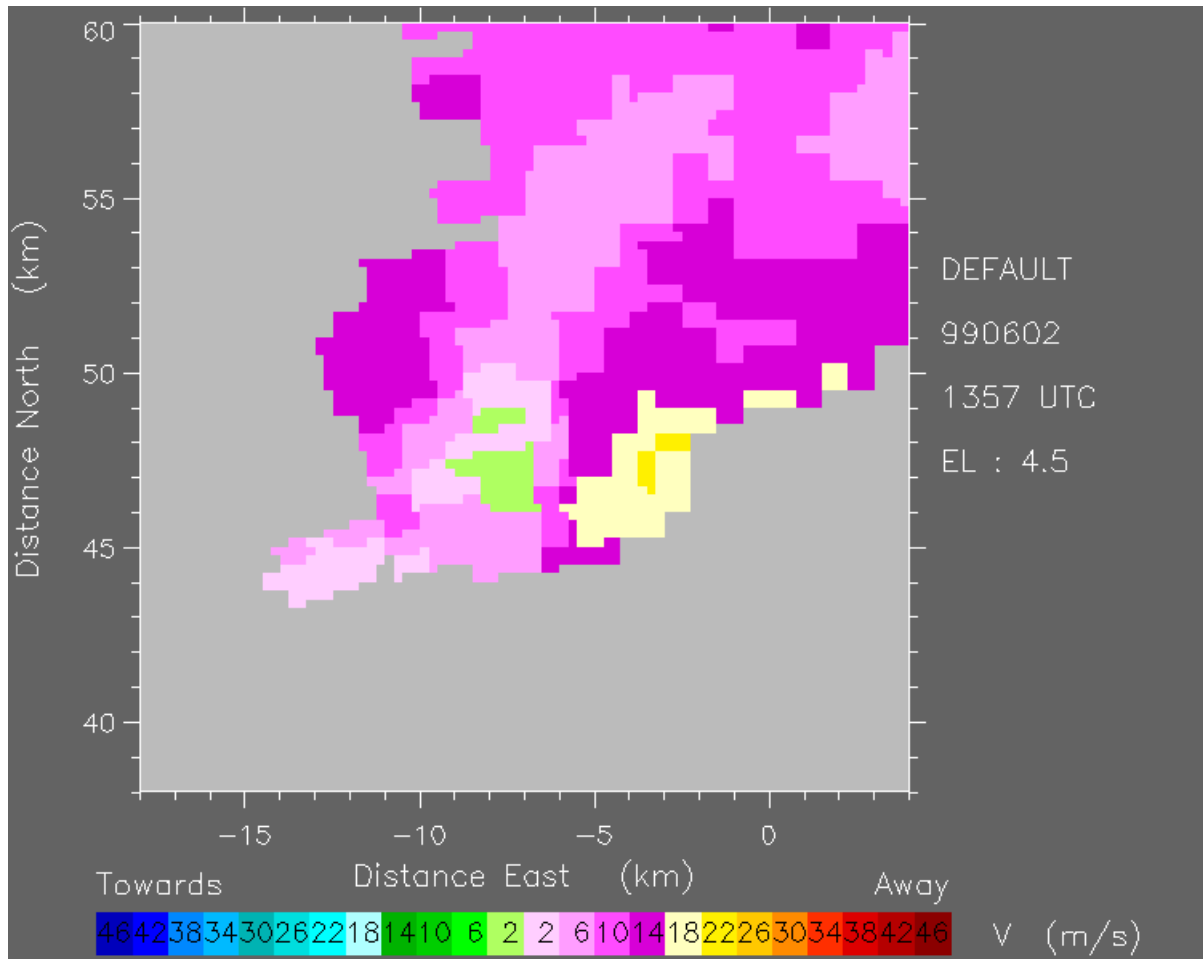 60
55
50
45
40
Distance North (km)
-15 -10 -5 0
Distance East (km)
DEFAULT
990602
1357 UTC
EL : 4.5
Towards Away
46 42 38 34 30 26 22 18 14 10 6 2 2 6 10 14 18 22 26 30 34 38 42 46 V (m/s)